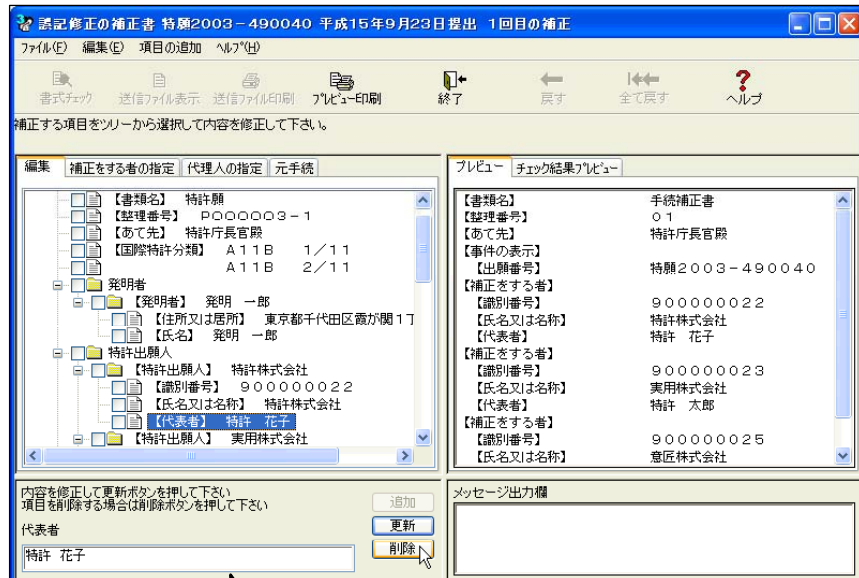 誤記修正の補正書 特願2003-490040 平成15年9月23日提出 1回目の補正
ファイル(F) 編集(E) 項目の追加 ヘルプ(H)
書式チェック 送信ファイル表示 送信ファイル印刷 プレビュー印刷 終了 戻す 全て戻す ヘルプ
補正する項目をツリーから選択して内容を修正して下さい。
編集 補正をする者の指定 代理人の指定 元手続
【書類名】 特許願
【整理番号】 P000003-1
【あて先】 特許庁長官殿
【国際特許分類】 A11B 1/11
A11B 2/11
発明者
【発明者】 発明 一郎
【住所又は居所】 東京都千代田区霞が関1丁
【氏名】 発明 一郎
特許出願人
【特許出願人】 特許株式会社
【識別番号】 900000022
【氏名又は名称】 特許株式会社
【代表者】 特許 花子
【特許出願人】 実用株式会社
プレビュー チェック結果プレビュー
【書類名】 手続補正書
【整理番号】 01
【あて先】 特許庁長官殿
【事件の表示】
【出願番号】 特願2003-490040
【補正をする者】
【識別番号】 900000022
【氏名又は名称】 特許株式会社
【代表者】 特許 花子
【補正をする者】
【識別番号】 900000023
【氏名又は名称】 実用株式会社
【代表者】 特許 太郎
【補正をする者】
【識別番号】 900000025
【氏名又は名称】 意匠株式会社
内容を修正して更新ボタンを押して下さい
項目を削除する場合は削除ボタンを押して下さい
追加
代表者
更新
特許 花子
削除
メッセージ出力欄